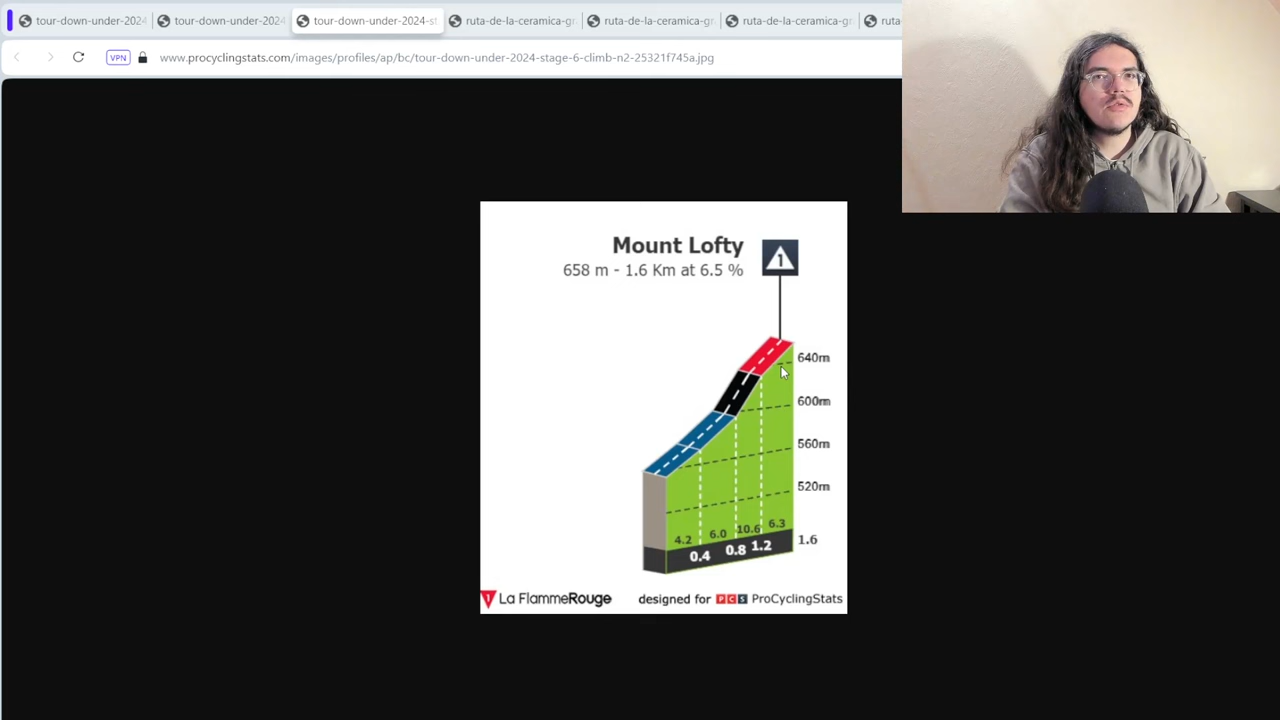 tour-down-under-2024
tour-down-under-2024
tour-down-under-2024-st
ruta-de-la-ceramica-gr
ruta-de-la-ceramica-g
ruta-de-la-ceramica-gr
ruta
VPN
www.procyclingstats.com/images/profiles/ap/bc/tour-down-under-2024-stage-6-climb-n2-25321f745a.jpg
Mount Lofty
1
658 m - 1.6 Km at 6.5 %
640m
600m
560m
520m
4.2 6.0 10.6 6.3
0.4 0.8 1.2 1.6
1 La FlammeRouge
designed for PCS ProCyclingStats